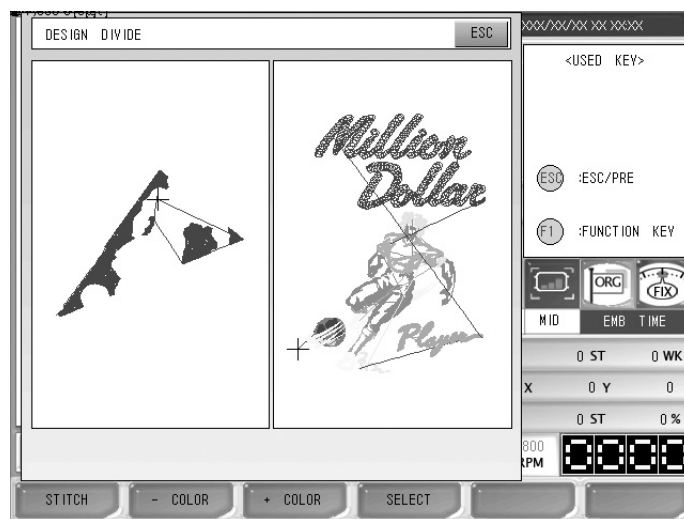 DESIGN DIVIDE
ESC
XXX/XX/XX XX XX:XX
<USED KEY>
Million
Dollar
Player
ESC :ESC/PRE
F1 :FUNCTION KEY
ORG
FIX
MID
EMB TIME
0 ST 0 WK
X 0 Y 0
0 ST 0 %
800
RPM
STITCH
- COLOR
+ COLOR
SELECT